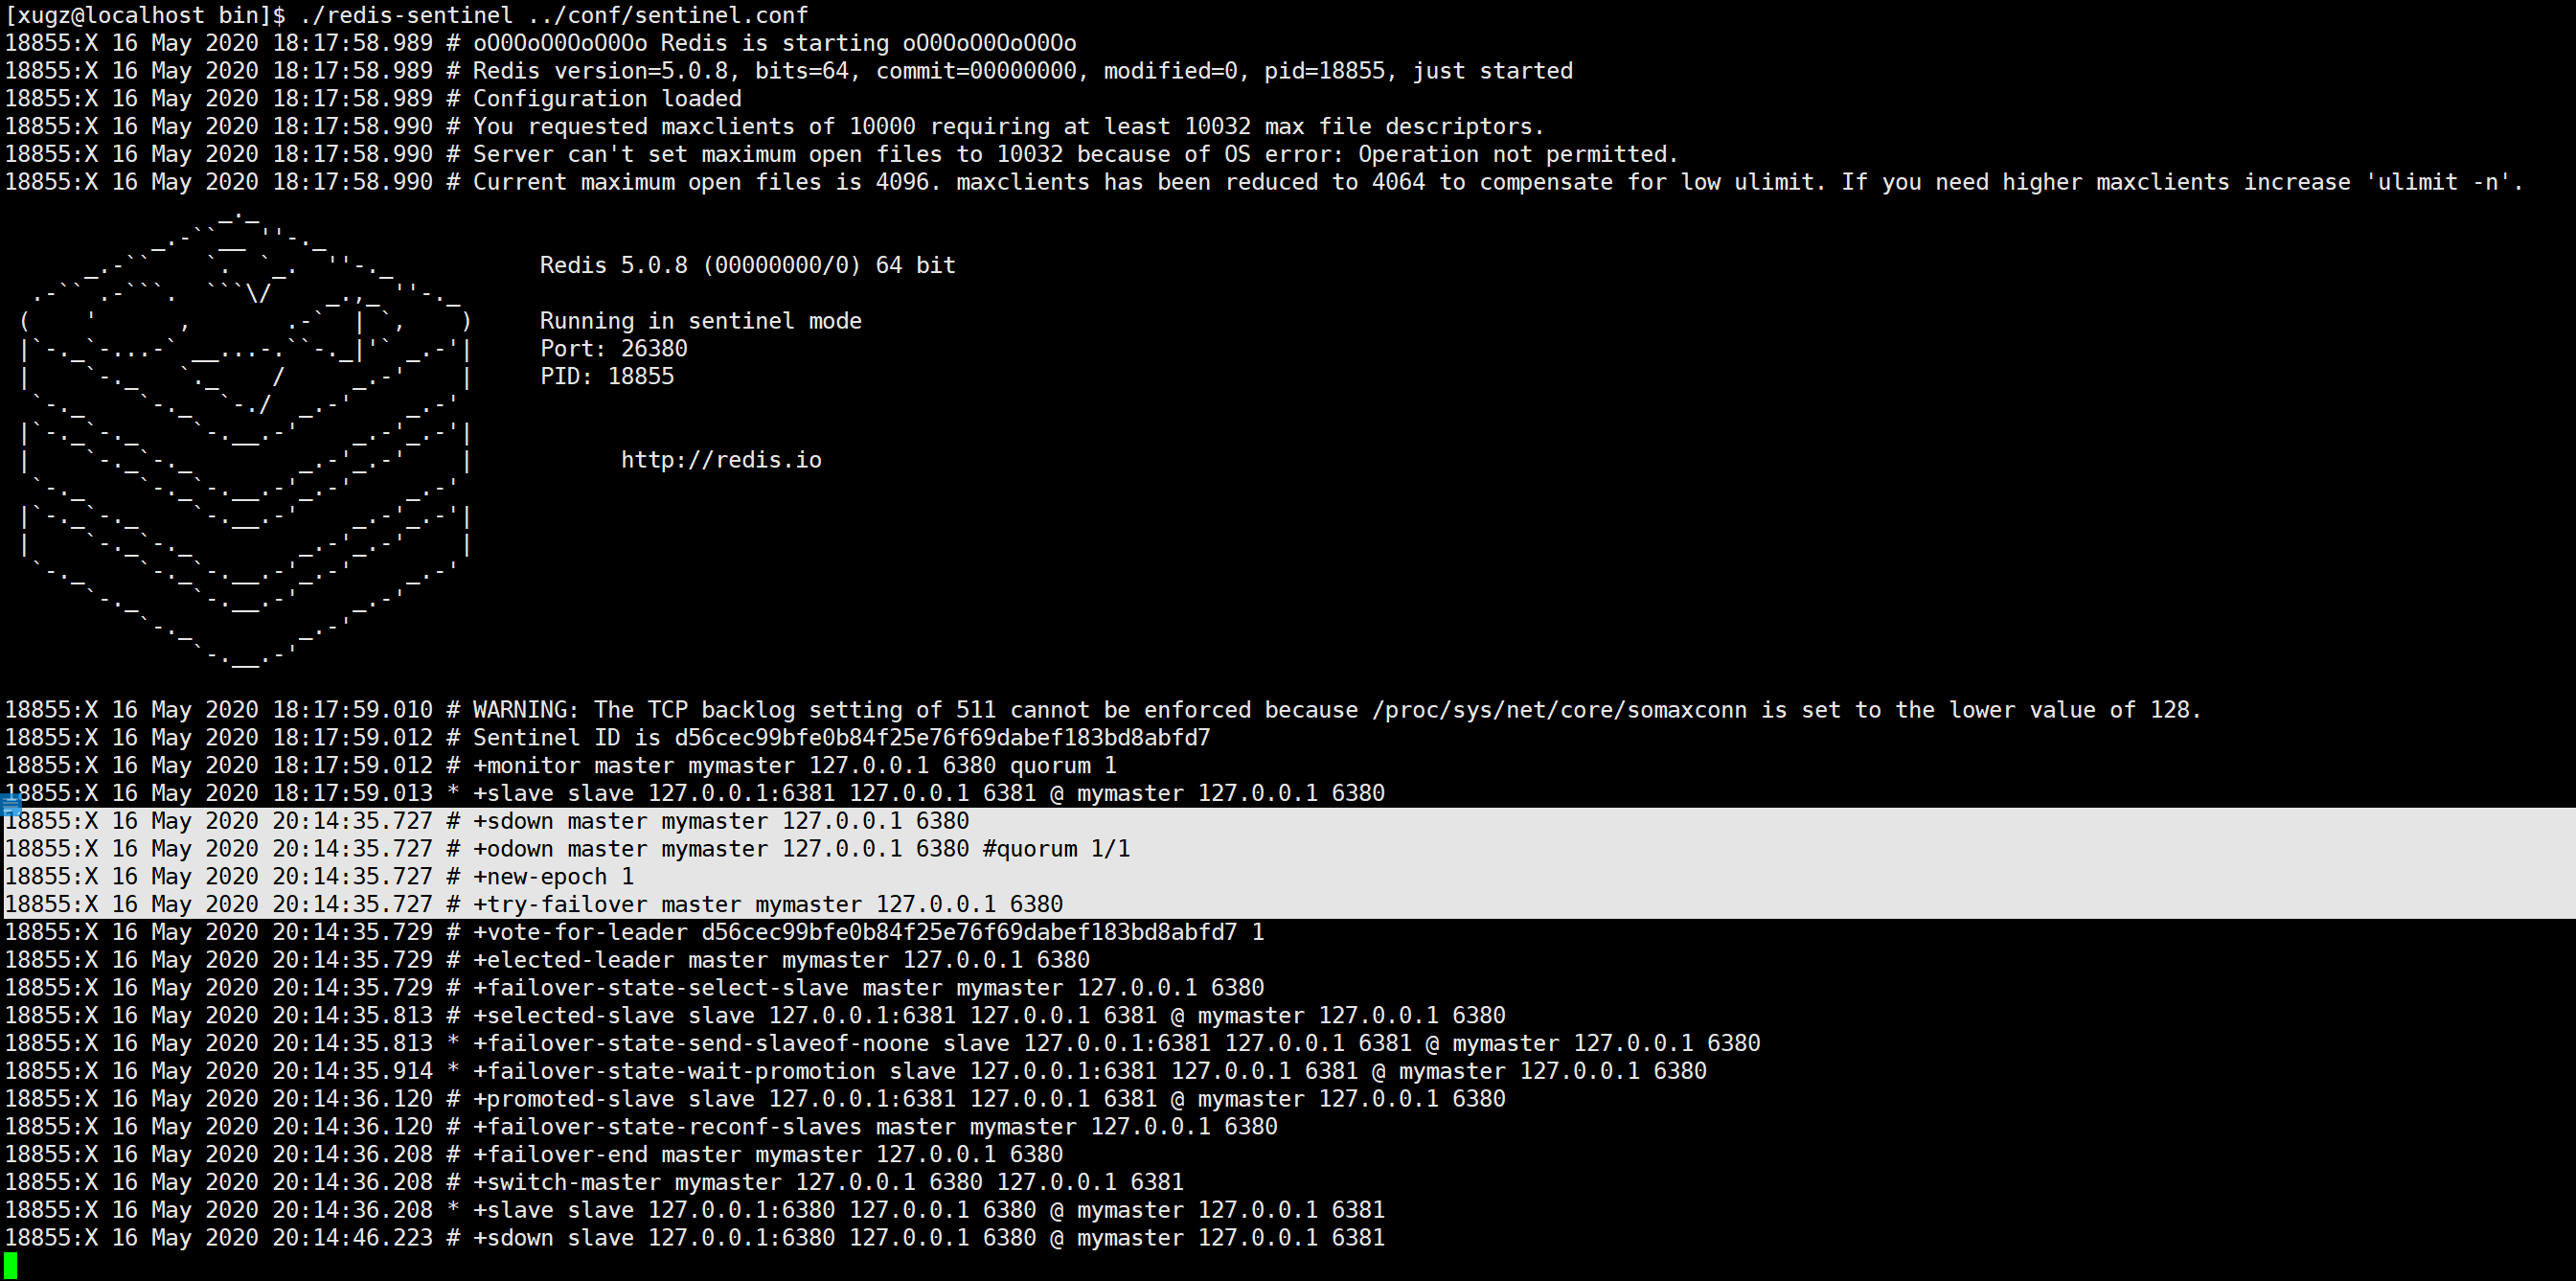 [xugz@localhost bin]$ ./redis-sentinel ../conf/sentinel.conf
18855:X 16 May 2020 18:17:58.989 # oO0OoO0OoO0Oo Redis is starting oO0OoO0OoO0Oo
18855:X 16 May 2020 18:17:58.989 # Redis version=5.0.8, bits=64, commit=00000000, modified=0, pid=18855, just started
18855:X 16 May 2020 18:17:58.989 # Configuration loaded
18855:X 16 May 2020 18:17:58.990 # You requested maxclients of 10000 requiring at least 10032 max file descriptors.
18855:X 16 May 2020 18:17:58.990 # Server can't set maximum open files to 10032 because of OS error: Operation not permitted.
18855:X 16 May 2020 18:17:58.990 # Current maximum open files is 4096. maxclients has been reduced to 4064 to compensate for low ulimit. If you need higher maxclients increase 'ulimit -n'.
Redis 5.0.8 (00000000/0) 64 bit
Running in sentinel mode
Port: 26380
PID: 18855
http://redis.io
18855:X 16 May 2020 18:17:59.010 # WARNING: The TCP backlog setting of 511 cannot be enforced because /proc/sys/net/core/somaxconn is set to the lower value of 128.
18855:X 16 May 2020 18:17:59.012 # Sentinel ID is d56cec99bfe0b84f25e76f69dabef183bd8abfd7
18855:X 16 May 2020 18:17:59.012 # +monitor master mymaster 127.0.0.1 6380 quorum 1
18855:X 16 May 2020 18:17:59.013 * +slave slave 127.0.0.1:6381 127.0.0.1 6381 @ mymaster 127.0.0.1 6380
18855:X 16 May 2020 20:14:35.727 # +sdown master mymaster 127.0.0.1 6380
18855:X 16 May 2020 20:14:35.727 # +odown master mymaster 127.0.0.1 6380 #quorum 1/1
18855:X 16 May 2020 20:14:35.727 # +new-epoch 1
18855:X 16 May 2020 20:14:35.727 # +try-failover master mymaster 127.0.0.1 6380
18855:X 16 May 2020 20:14:35.729 # +vote-for-leader d56cec99bfe0b84f25e76f69dabef183bd8abfd7 1
18855:X 16 May 2020 20:14:35.729 # +elected-leader master mymaster 127.0.0.1 6380
18855:X 16 May 2020 20:14:35.729 # +failover-state-select-slave master mymaster 127.0.0.1 6380
18855:X 16 May 2020 20:14:35.813 # +selected-slave slave 127.0.0.1:6381 127.0.0.1 6381 @ mymaster 127.0.0.1 6380
18855:X 16 May 2020 20:14:35.813 * +failover-state-send-slaveof-noone slave 127.0.0.1:6381 127.0.0.1 6381 @ mymaster 127.0.0.1 6380
18855:X 16 May 2020 20:14:35.914 * +failover-state-wait-promotion slave 127.0.0.1:6381 127.0.0.1 6381 @ mymaster 127.0.0.1 6380
18855:X 16 May 2020 20:14:36.120 # +promoted-slave slave 127.0.0.1:6381 127.0.0.1 6381 @ mymaster 127.0.0.1 6380
18855:X 16 May 2020 20:14:36.120 # +failover-state-reconf-slaves master mymaster 127.0.0.1 6380
18855:X 16 May 2020 20:14:36.208 # +failover-end master mymaster 127.0.0.1 6380
18855:X 16 May 2020 20:14:36.208 # +switch-master mymaster 127.0.0.1 6380 127.0.0.1 6381
18855:X 16 May 2020 20:14:36.208 * +slave slave 127.0.0.1:6380 127.0.0.1 6380 @ mymaster 127.0.0.1 6381
18855:X 16 May 2020 20:14:46.223 # +sdown slave 127.0.0.1:6380 127.0.0.1 6380 @ mymaster 127.0.0.1 6381